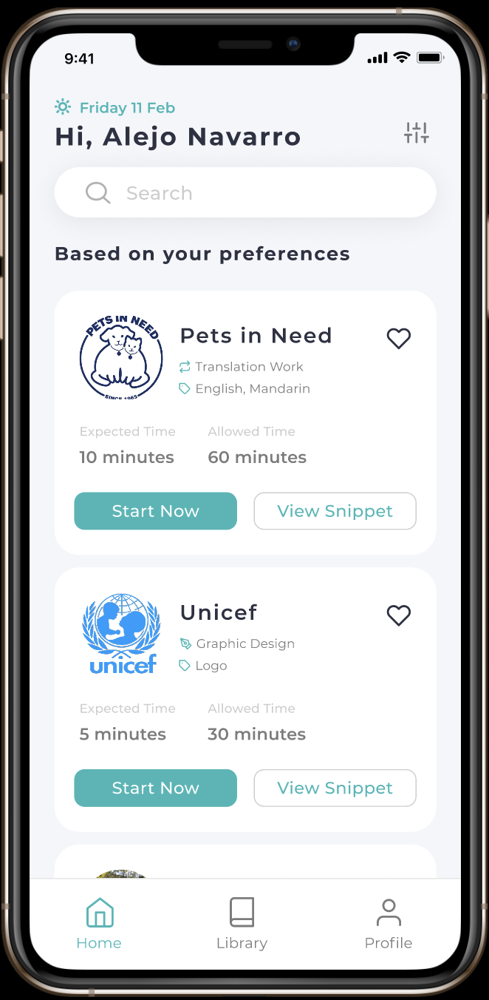 9:41
Friday 11 Feb
Hi, Alejo Navarro
Search
Based on your preferences
PETS IN NEED
SINCE 1965
Pets in Need
Translation Work
English, Mandarin
Expected Time Allowed Time
10 minutes 60 minutes
Start Now View Snippet
unicef
Unicef
Graphic Design
Logo
Expected Time Allowed Time
5 minutes 30 minutes
Start Now View Snippet
Home Library Profile